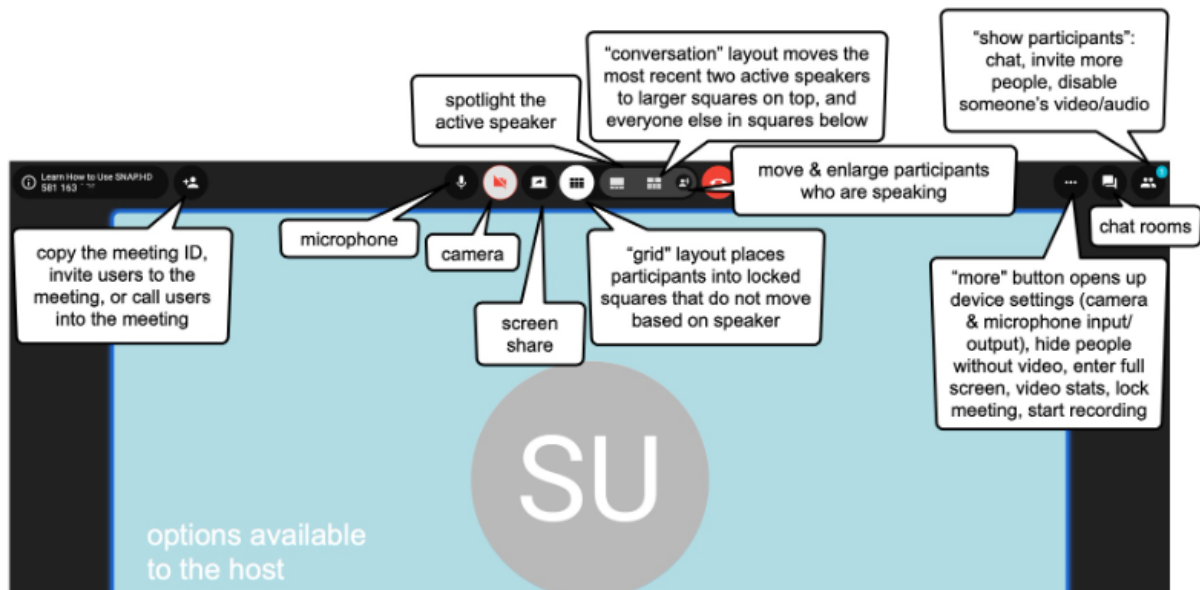 "show participants":
chat, invite more
people, disable
someone's video/audio
"conversation" layout moves the
most recent two active speakers
to larger squares on top, and
everyone else in squares below
spotlight the
active speaker
move & enlarge participants
who are speaking
Learn How to Use SNAP.HD
581 163
copy the meeting ID,
invite users to the
meeting, or call users
into the meeting
microphone
camera
screen
share
"grid" layout places
participants into locked
squares that do not move
based on speaker
chat rooms
"more" button opens up
device settings (camera
& microphone input/
output), hide people
without video, enter full
screen, video stats, lock
meeting, start recording
SU
options available
to the host